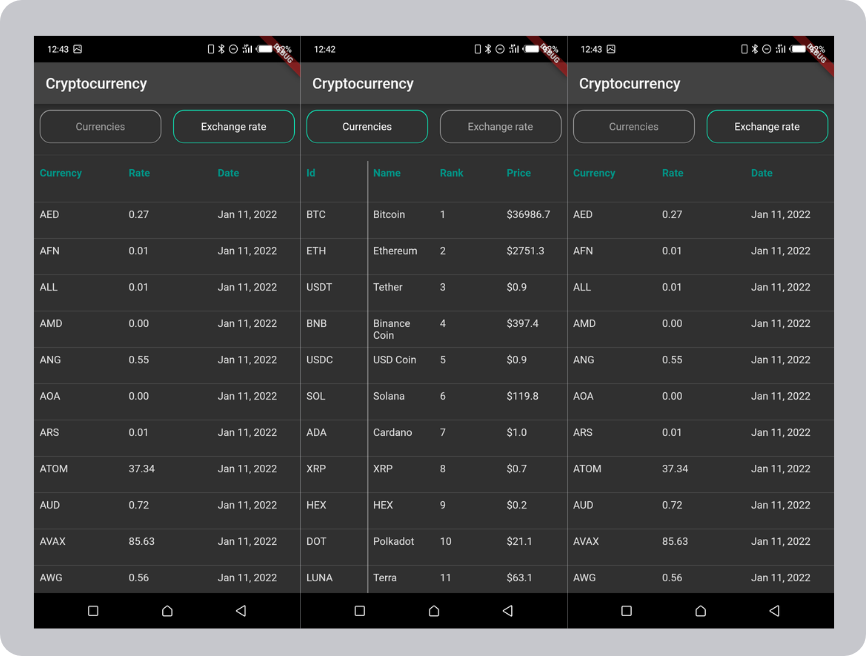 12:43
DEBUG
Cryptocurrency
Currencies Exchange rate
Currency Rate Date
AED 0.27 Jan 11, 2022
AFN 0.01 Jan 11, 2022
ALL 0.01 Jan 11, 2022
AMD 0.00 Jan 11, 2022
ANG 0.55 Jan 11, 2022
AOA 0.00 Jan 11, 2022
ARS 0.01 Jan 11, 2022
ATOM 37.34 Jan 11, 2022
AUD 0.72 Jan 11, 2022
AVAX 85.63 Jan 11, 2022
AWG 0.56 Jan 11, 2022
12:42
DEBUG
Cryptocurrency
Currencies Exchange rate
Id Name Rank Price
BTC Bitcoin 1 $36986.7
ETH Ethereum 2 $2751.3
USDT Tether 3 $0.9
BNB Binance Coin 4 $397.4
USDC USD Coin 5 $0.9
SOL Solana 6 $119.8
ADA Cardano 7 $1.0
XRP XRP 8 $0.7
HEX HEX 9 $0.2
DOT Polkadot 10 $21.1
LUNA Terra 11 $63.1
12:43
DEBUG
Cryptocurrency
Currencies Exchange rate
Currency Rate Date
AED 0.27 Jan 11, 2022
AFN 0.01 Jan 11, 2022
ALL 0.01 Jan 11, 2022
AMD 0.00 Jan 11, 2022
ANG 0.55 Jan 11, 2022
AOA 0.00 Jan 11, 2022
ARS 0.01 Jan 11, 2022
ATOM 37.34 Jan 11, 2022
AUD 0.72 Jan 11, 2022
AVAX 85.63 Jan 11, 2022
AWG 0.56 Jan 11, 2022